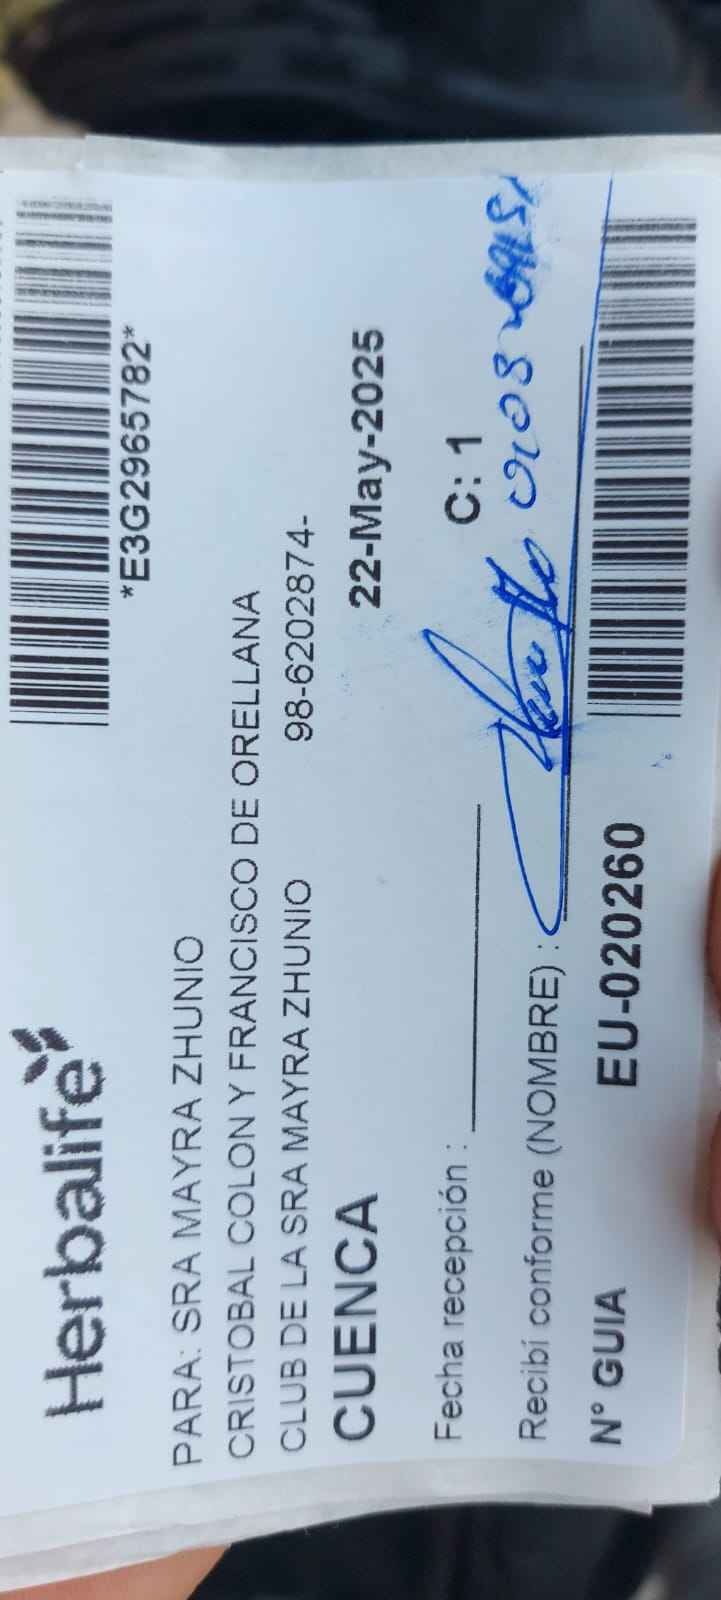 Herbalife
*E3G2965782*
PARA: SRA MAYRA ZHUNIO
CRISTOBAL COLON Y FRANCISCO DE ORELLANA
CLUB DE LA SRA MAYRA ZHUNIO 98-6202874-
CUENCA 22-May-2025
Fecha recepción : C: 1
Recibí conforme (NOMBRE) :
N° GUIA EU-020260